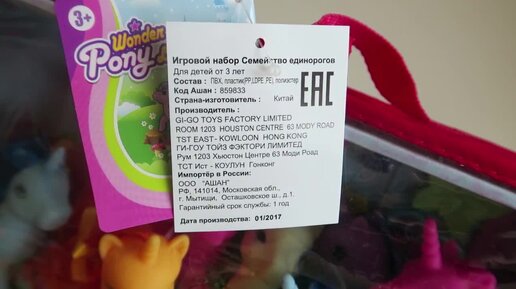 3+
Wonder
Pony
Игровой набор Семейство единорогов
Для детей от 3 лет
Состав : ПВХ, пластик(PP,LDPE ,PE), полиэстер
Код Ашан : 859833
Страна-изготовитель : Китай
EAC
Производитель :
GI-GO TOYS FACTORY LIMITED
ROOM 1203 HOUSTON CENTRE 63 MODY ROAD
TST EAST- KOWLOON HONG KONG
ГИ-ГОУ ТОЙЗ ФЭКТОРИ ЛИМИТЕД
Рум 1203 Хьюстон Центре 63 Моди Роад
ТСТ Ист - КОУЛУН Гонконг
Импортёр в России:
ООО "АШАН"
РФ, 141014, Московская обл.,
г. Мытищи, Осташковское ш., д.1.
Гарантийный срок службы: 1 год
Дата производства: 01/2017